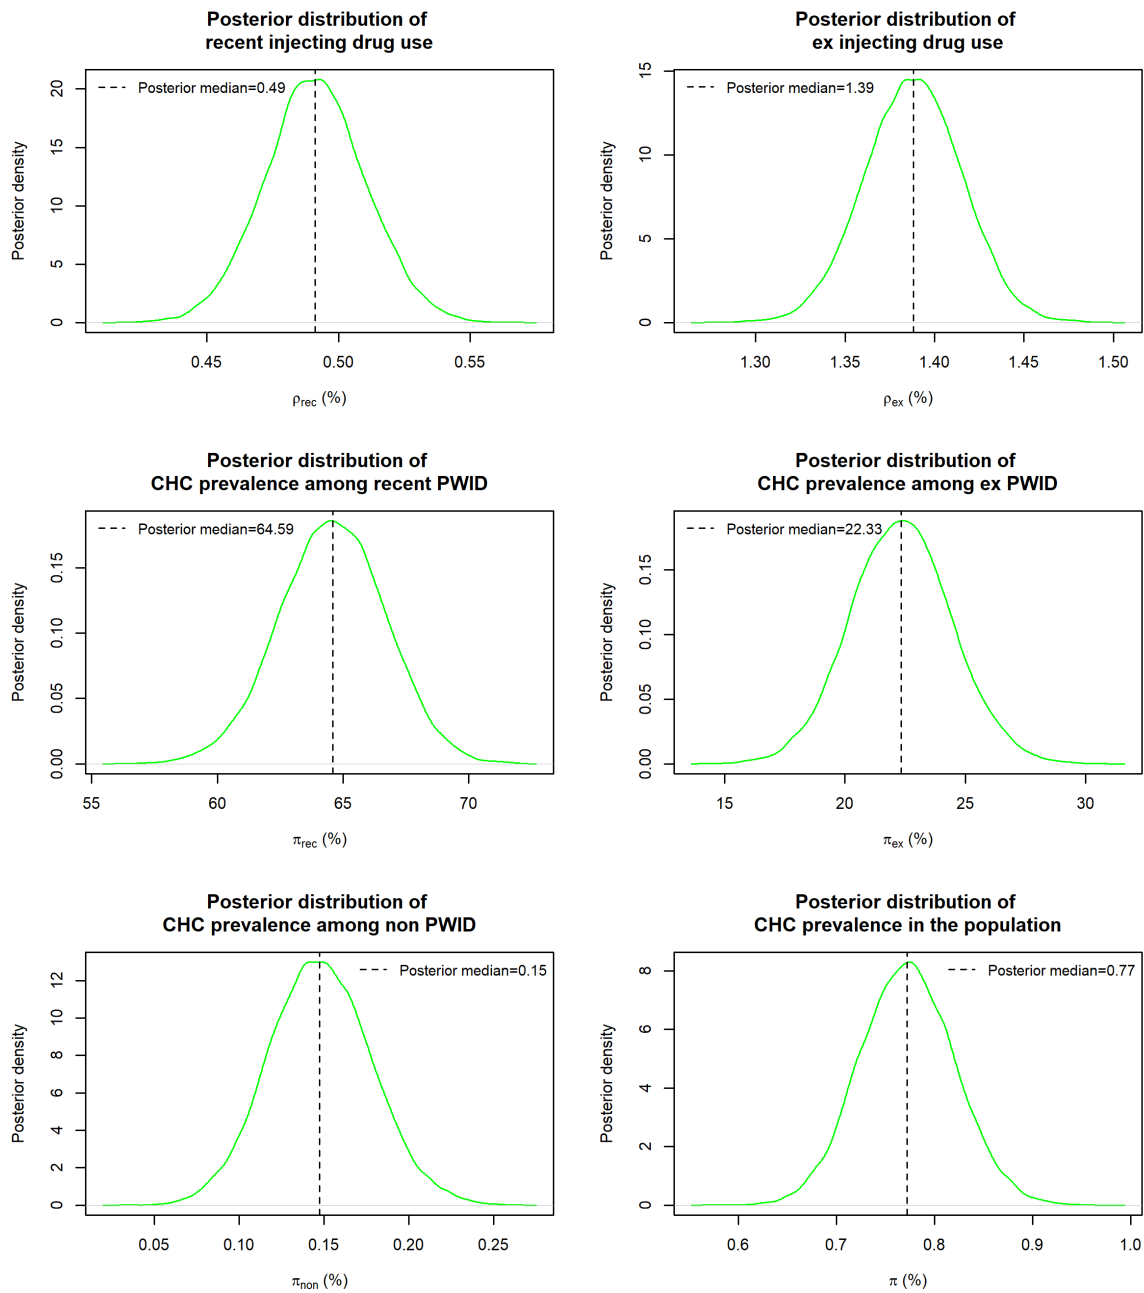 Posterior distribution of
recent injecting drug use
Posterior median=0.49
Posterior density
0
5
10
15
20
0.45
0.50
0.55
ρrec (%)
Posterior distribution of
ex injecting drug use
Posterior median=1.39
Posterior density
0
5
10
15
1.30
1.35
1.40
1.45
1.50
ρex (%)
Posterior distribution of
CHC prevalence among recent PWID
Posterior median=64.59
Posterior density
0.00
0.05
0.10
0.15
55
60
65
70
πrec (%)
Posterior distribution of
CHC prevalence among ex PWID
Posterior median=22.33
Posterior density
0.00
0.05
0.10
0.15
15
20
25
30
πex (%)
Posterior distribution of
CHC prevalence among non PWID
Posterior median=0.15
Posterior density
0
2
4
6
8
10
12
0.05
0.10
0.15
0.20
0.25
πnon (%)
Posterior distribution of
CHC prevalence in the population
Posterior median=0.77
Posterior density
0
2
4
6
8
0.6
0.7
0.8
0.9
1.0
π (%)